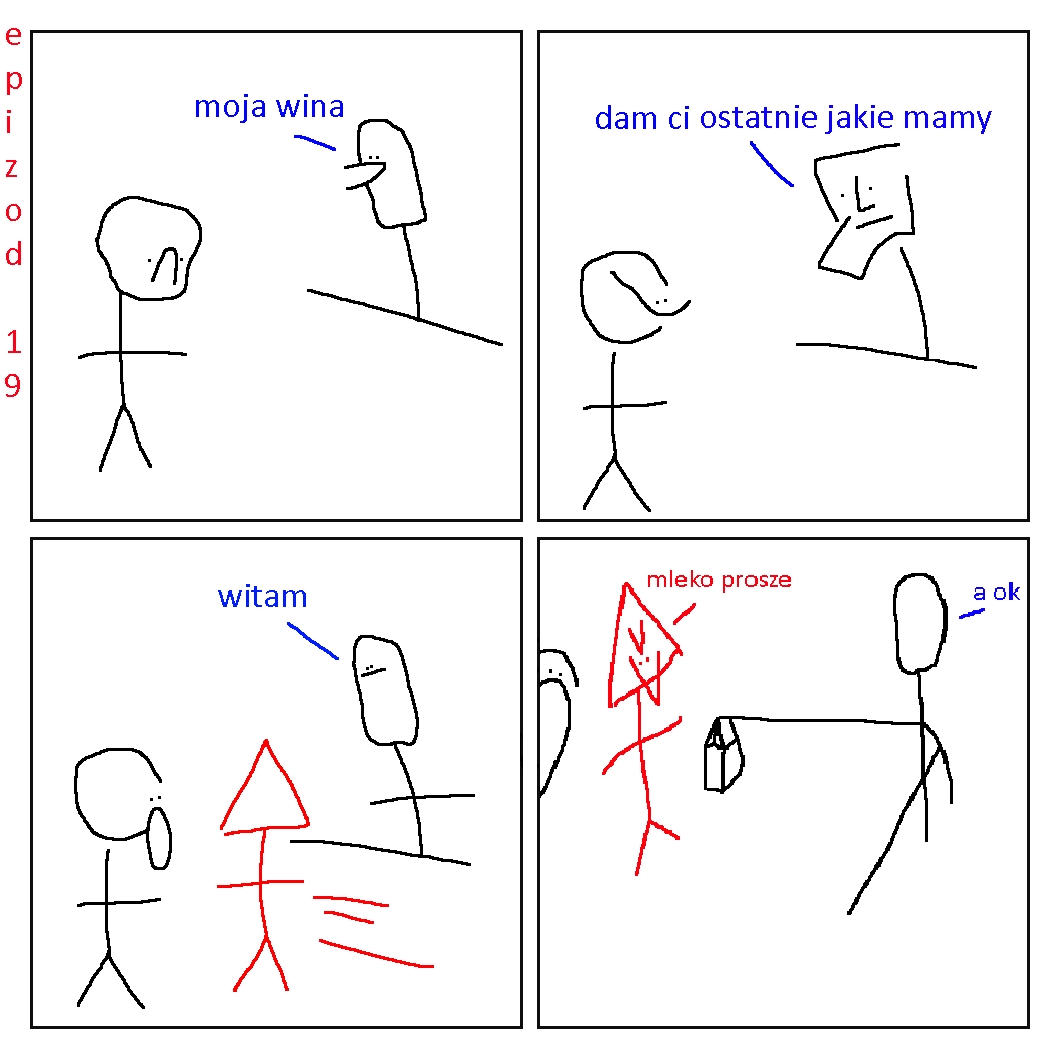 epizod 19
moja wina
dam ci ostatnie jakie mamy
witam
mleko prosze
a ok